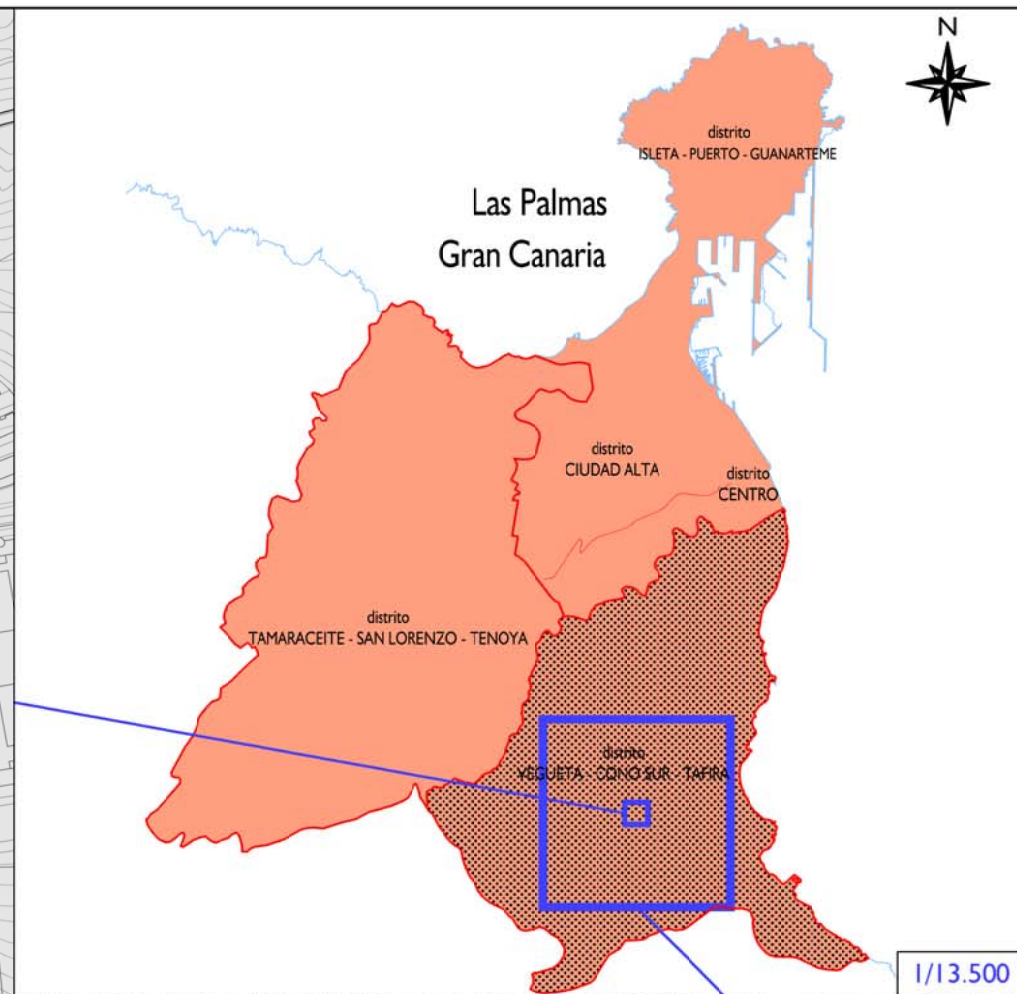 N
distrito
ISLETA - PUERTO - GUANARTEME
Las Palmas
Gran Canaria
distrito
CIUDAD ALTA
distrito
CENTRO
distrito
TAMARACEITE - SAN LORENZO - TENOYA
distrito
VEGUETA - CONO SUR - TAFIRA
1/13.500